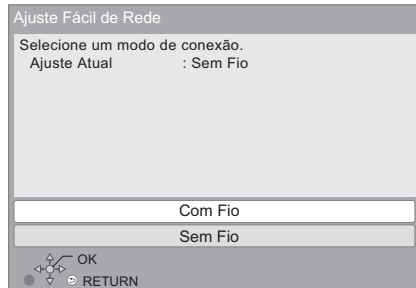 Ajuste Fácil de Rede
Selecione um modo de conexão.
Ajuste Atual : Sem Fio
Com Fio
Sem Fio
OK
RETURN